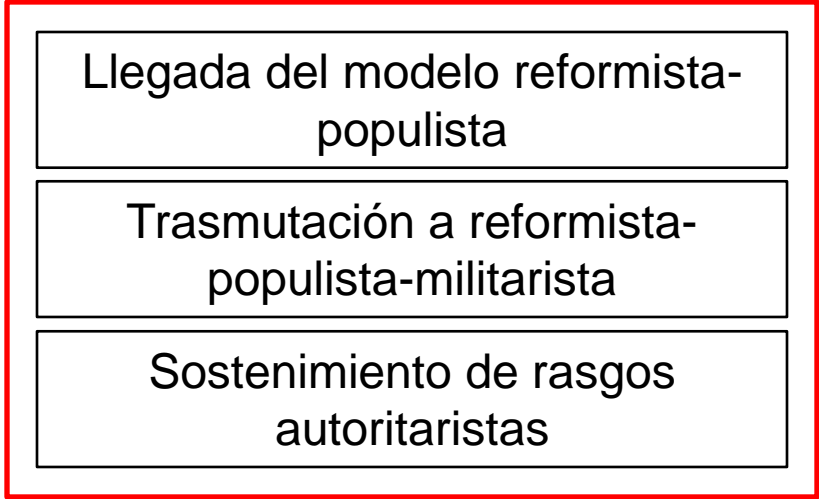 Llegada del modelo reformista-
populista
Trasmutación a reformista-
populista-militarista
Sostenimiento de rasgos
autoritaristas